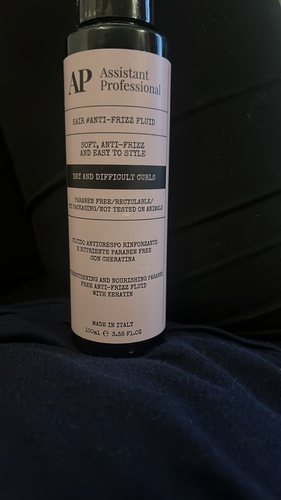 AP Assistant
Professional
HAIR #ANTI-FRIZZ FLUID
SOFT, ANTI-FRIZZ
AND EASY TO STYLE
DRY AND DIFFICULT CURLS
PARABEN FREE/RECYCLABLE/
PACKAGING/NOT TESTED ON ANIMALS
FLUIDO ANTICRESPO RINFORZANTE
E NUTRIENTE PARABEN FREE
CON CHERATINA
AND NOURISHING PARABEN
FREE ANTI-FRIZZ FLUID
WITH KERATIN
MADE IN ITALY
100ml ℮ 3.38 Fl.OZ